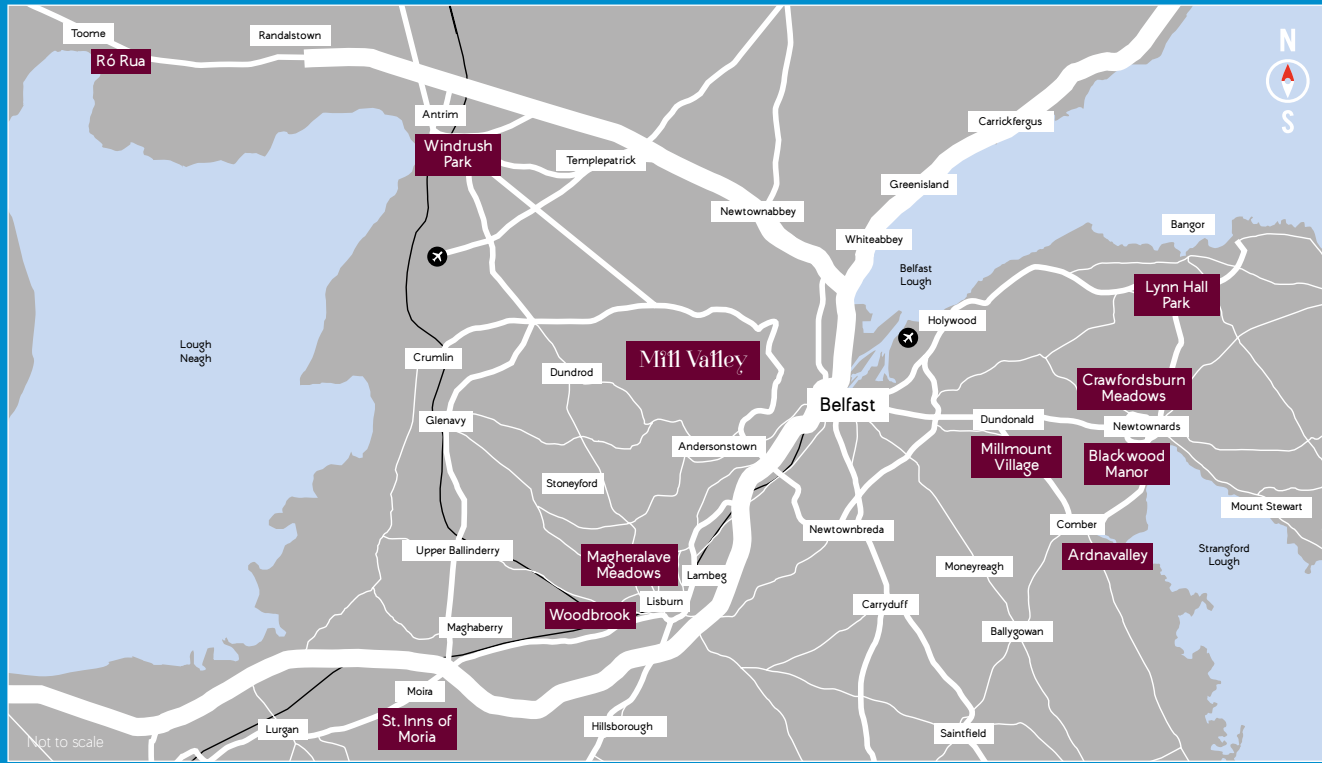 Toome
Randalstown
Ró Rua
N
S
Antrim
Carrickfergus
Windrush
Park
Templepatrick
Greenisland
Newtownabbey
Bangor
Whiteabbey
Belfast
Lough
Lynn Hall
Park
Holywood
Lough
Neagh
Crumlin
Mill Valley
Dundrod
Crawfordsburn
Meadows
Belfast
Glenavy
Dundonald
Newtownards
Andersonstown
Millmount
Village
Blackwood
Manor
Stoneyford
Mount Stewart
Comber
Newtownbreda
Upper Ballinderry
Magheralave
Meadows
Ardnavalley
Strangford
Lough
Moneyreagh
Lambeg
Lisburn
Carryduff
Woodbrook
Maghaberry
Ballygowan
Moira
St. Inns of
Moria
Lurgan
Hillsborough
Saintfield
Not to scale